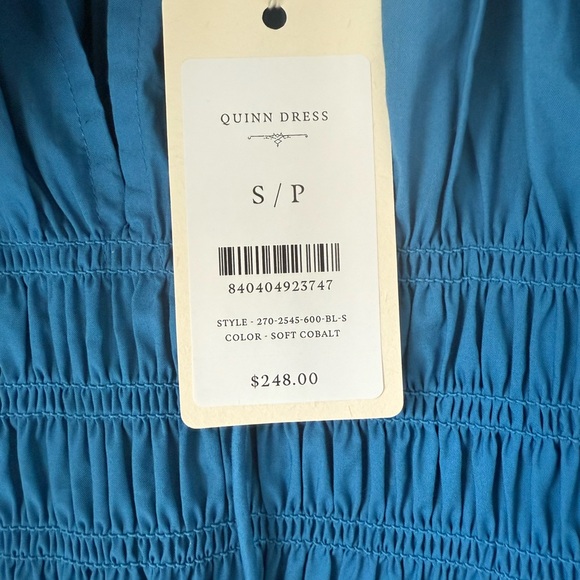 QUINN DRESS
S / P
840404923747
STYLE - 270-2545-600-BL-S
COLOR - SOFT COBALT
$248.00